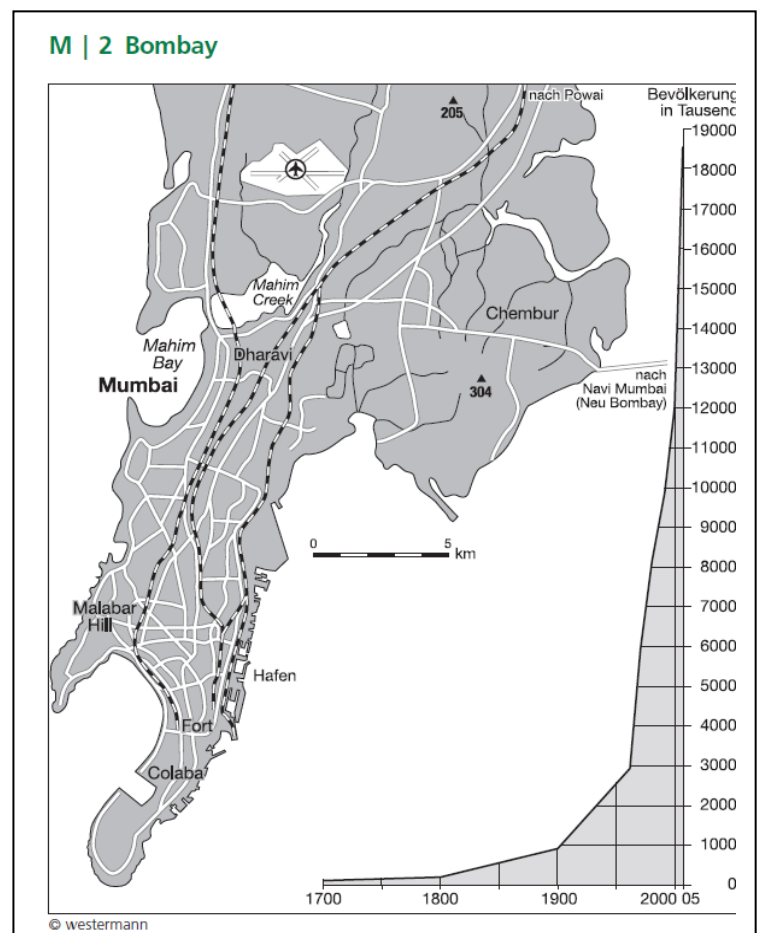 M | 2 Bombay
nach Powai
Bevölkerung
in Tausend
205
19000
18000
17000
16000
15000
14000
13000
12000
11000
10000
9000
8000
7000
6000
5000
4000
3000
2000
1000
0
Mahim
Creek
Chembur
Mahim
Bay
Dharavi
Mumbai
304
nach
Navi Mumbai
(Neu Bombay)
0 5
km
Malabar
Hill
Hafen
Fort
Colaba
1700 1800 1900 2000 05
© westermann